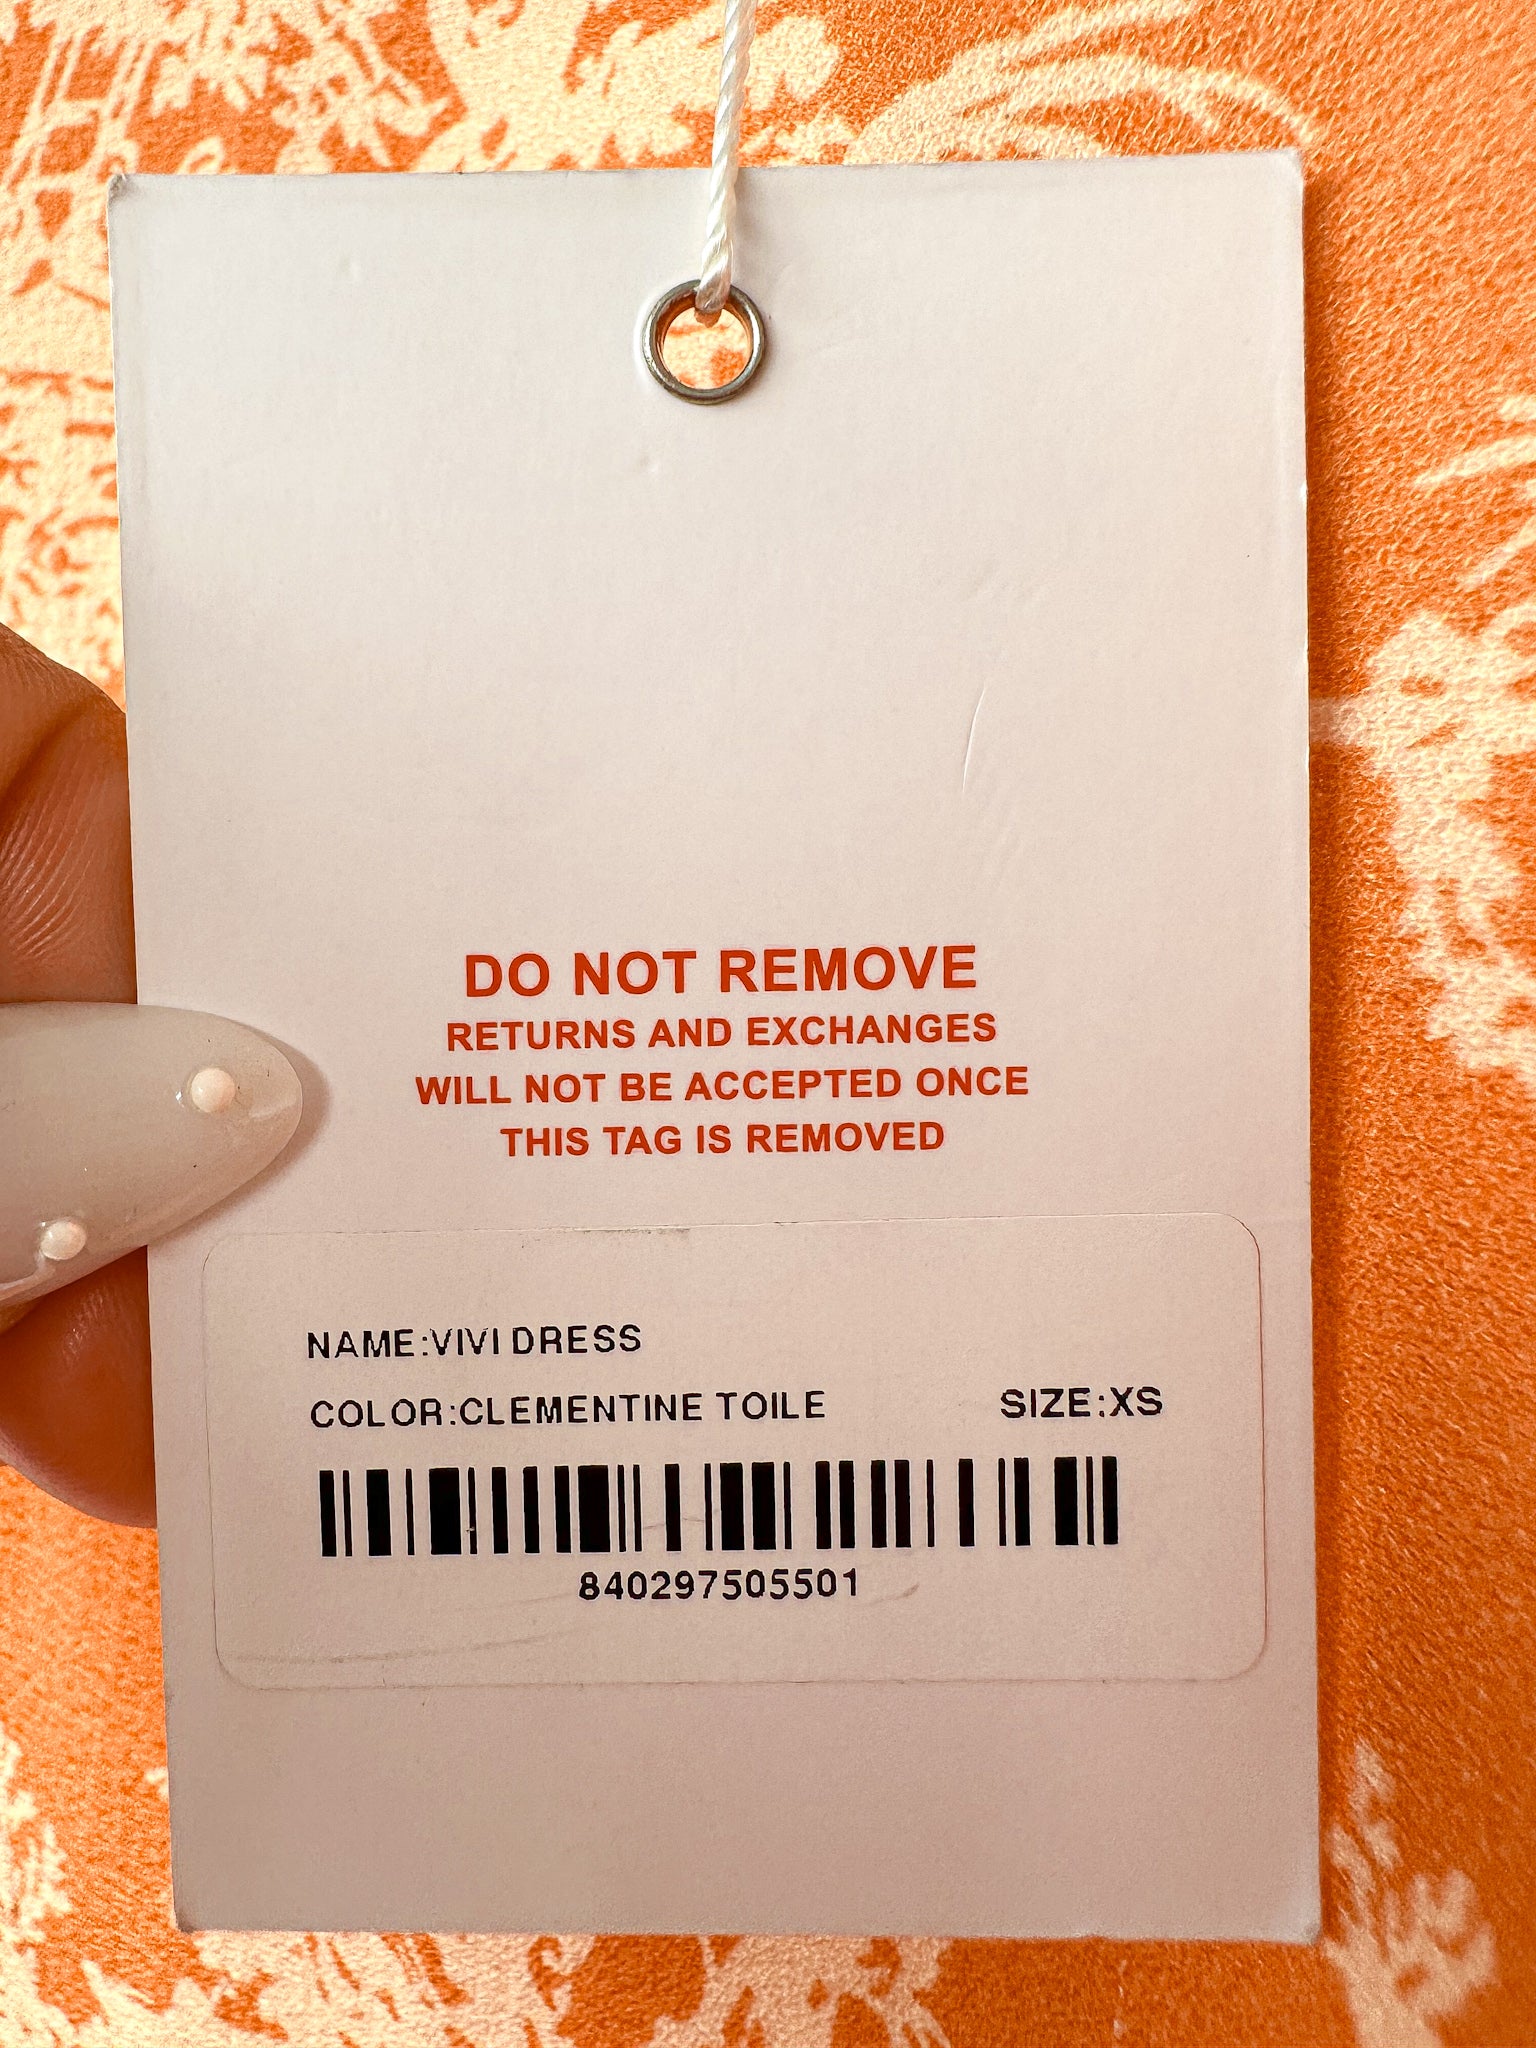 DO NOT REMOVE
RETURNS AND EXCHANGES
WILL NOT BE ACCEPTED ONCE
THIS TAG IS REMOVED
NAME:VIVI DRESS
COLOR:CLEMENTINE TOILE SIZE:XS
840297505501